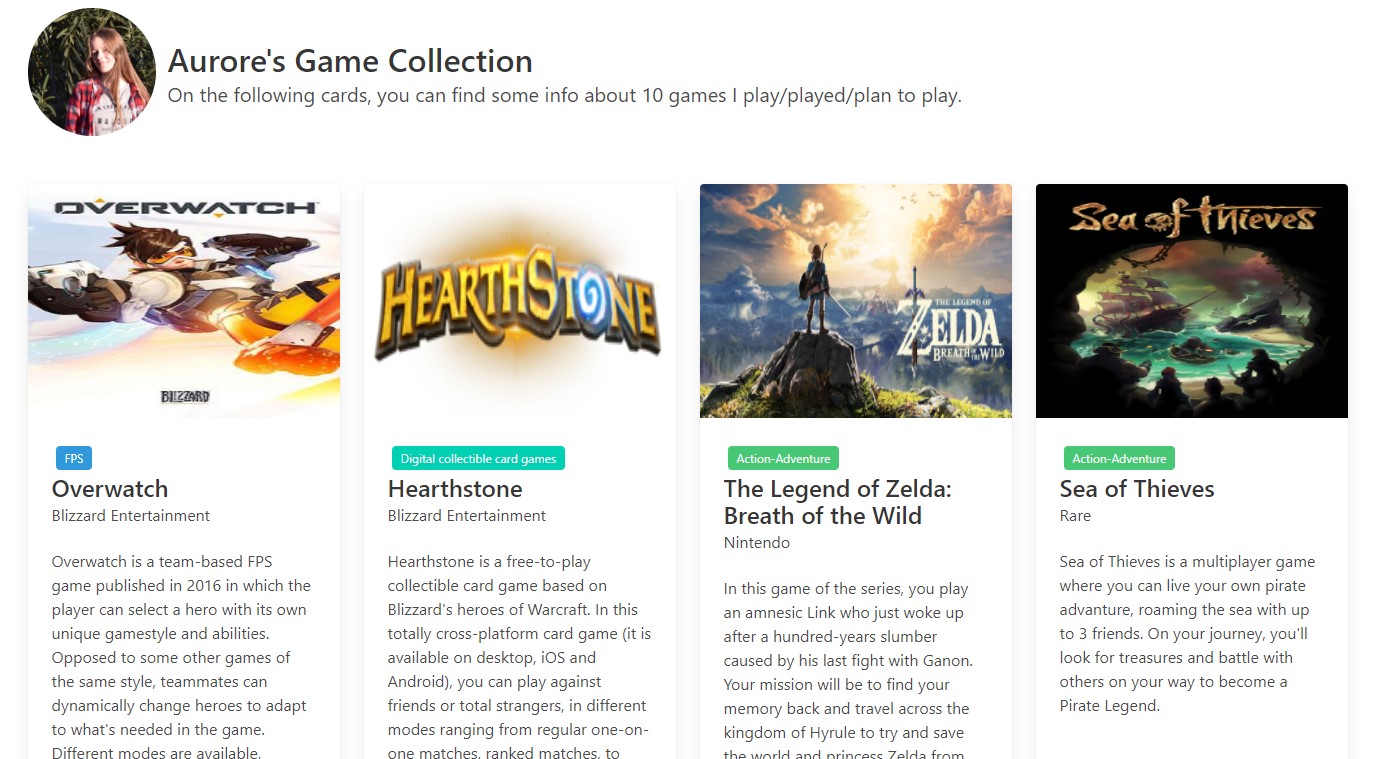 Aurore's Game Collection
On the following cards, you can find some info about 10 games I play/played/plan to play.
OVERWATCH
BLIZZARD
FPS
Overwatch
Blizzard Entertainment
Overwatch is a team-based FPS
game published in 2016 in which the
player can select a hero with its own
unique gamestyle and abilities.
Opposed to some other games of
the same style, teammates can
dynamically change heroes to adapt
to what's needed in the game.
Different modes are available,
HEARTHSTONE
Digital collectible card games
Hearthstone
Blizzard Entertainment
Hearthstone is a free-to-play
collectible card game based on
Blizzard's heroes of Warcraft. In this
totally cross-platform card game (it is
available on desktop, iOS and
Android), you can play against
friends or total strangers, in different
modes ranging from regular one-on-
one matches, ranked matches, to
THE LEGEND OF
ZELDA
BREATH OF THE WILD
Action-Adventure
The Legend of Zelda:
Breath of the Wild
Nintendo
In this game of the series, you play
an amnesic Link who just woke up
after a hundred-years slumber
caused by his last fight with Ganon.
Your mission will be to find your
memory back and travel across the
kingdom of Hyrule to try and save
the world and princess Zelda from
Sea of Thieves
Action-Adventure
Sea of Thieves
Rare
Sea of Thieves is a multiplayer game
where you can live your own pirate
advanture, roaming the sea with up
to 3 friends. On your journey, you'll
look for treasures and battle with
others on your way to become a
Pirate Legend.